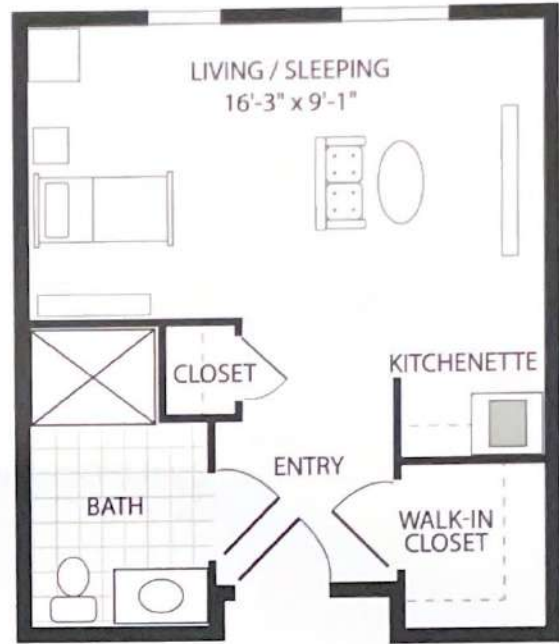 LIVING / SLEEPING
16'-3" x 9'-1"
CLOSET
KITCHENETTE
ENTRY
BATH
WALK-IN
CLOSET